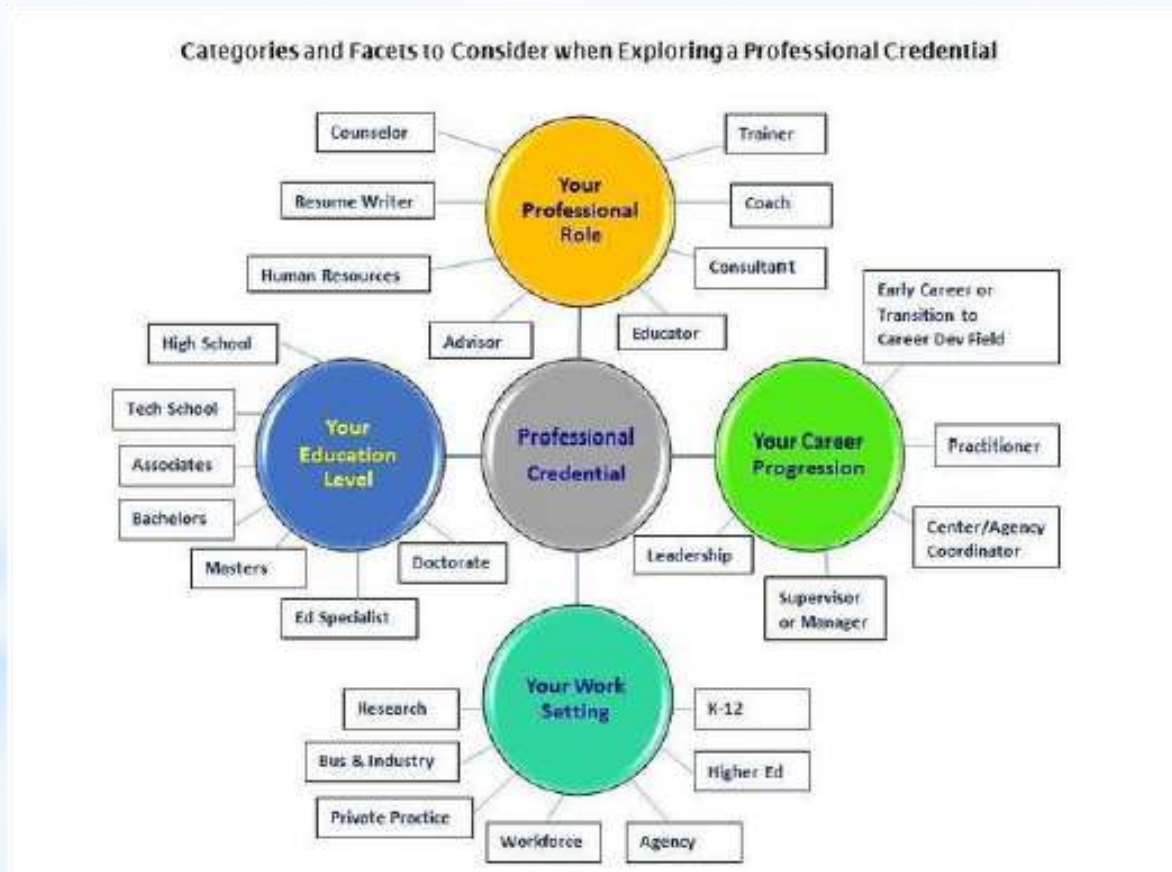 Categories and Facets to Consider when Exploring a Professional Credential
Counselor
Resume Writer
Human Resources
Advisor
Your
Professional
Role
Trainer
Coach
Consultant
Educator
High School
Tech School
Associates
Bachelors
Masters
Ed Specialist
Doctorate
Your
Education
Level
Professional
Credential
Your Career
Progression
Early Career or
Transition to
Career Dev Field
Practitioner
Center/Agency
Coordinator
Supervisor
or Manager
Leadership
Your Work
Setting
Research
Bus & Industry
Private Practice
Workforce
Agency
Higher Ed
K-12